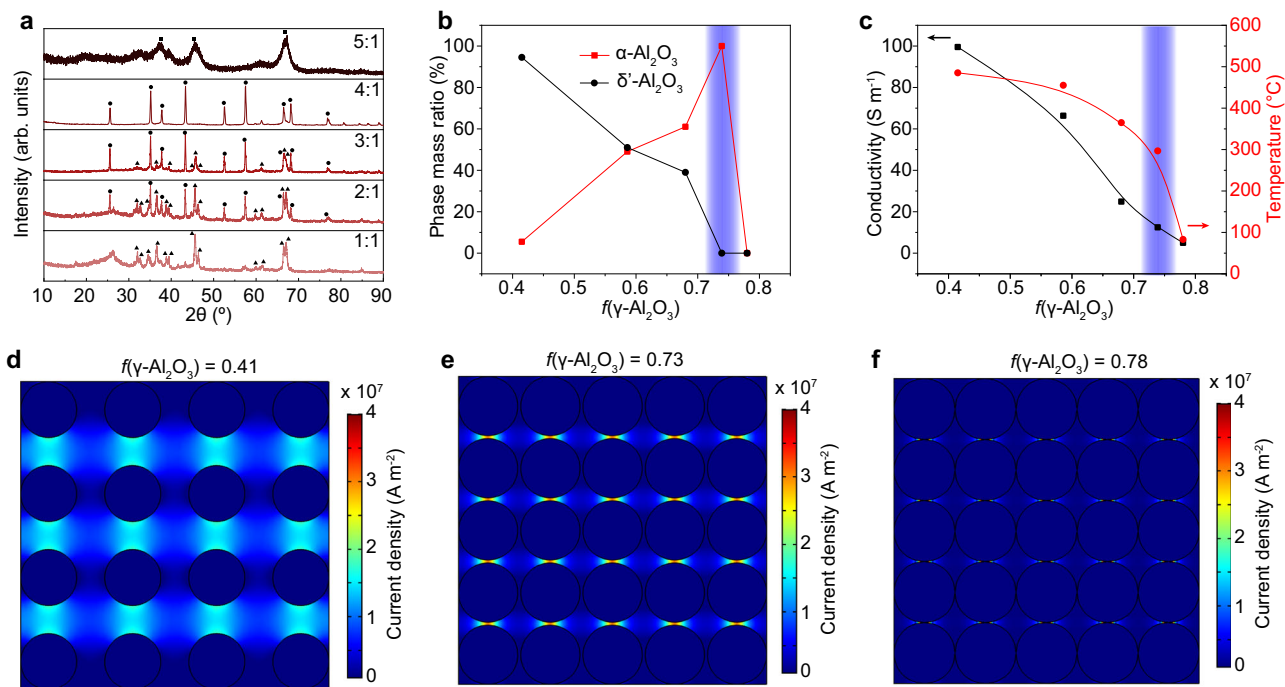 a
Intensity (arb. units)
5:1
4:1
3:1
2:1
1:1
10 20 30 40 50 60 70 80 90
2θ (º)
b
Phase mass ratio (%)
100
80
60
40
20
0
α-Al₂O₃
δ'-Al₂O₃
0.4 0.5 0.6 0.7 0.8
f(γ-Al₂O₃)
c
Conductivity (S m⁻¹)
100
80
60
40
20
0
600
500
400
300
200
100
0
Temperature (°C)
0.4 0.5 0.6 0.7 0.8
f(γ-Al₂O₃)
d
f(γ-Al₂O₃) = 0.41
x 10⁷
4
3
2
1
0
Current density (A m⁻²)
e
f(γ-Al₂O₃) = 0.73
x 10⁷
4
3
2
1
0
Current density (A m⁻²)
f
f(γ-Al₂O₃) = 0.78
x 10⁷
4
3
2
1
0
Current density (A m⁻²)